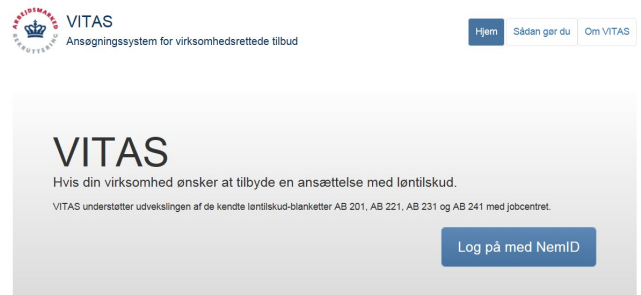 ARBEJDSMARKED
REKRUTTERING
VITAS
Ansøgningssystem for virksomhedsrettede tilbud
Hjem
Sådan gør du
Om VITAS
VITAS
Hvis din virksomhed ønsker at tilbyde en ansættelse med løntilskud.
VITAS understøtter udvekslingen af de kendte løntilskud-blanketter AB 201, AB 221, AB 231 og AB 241 med jobcentret.
Log på med NemID